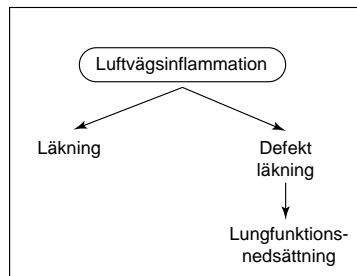 Luftvägsinflammation
Läkning
Defekt
läkning
Lungfunktions-
nedsättning